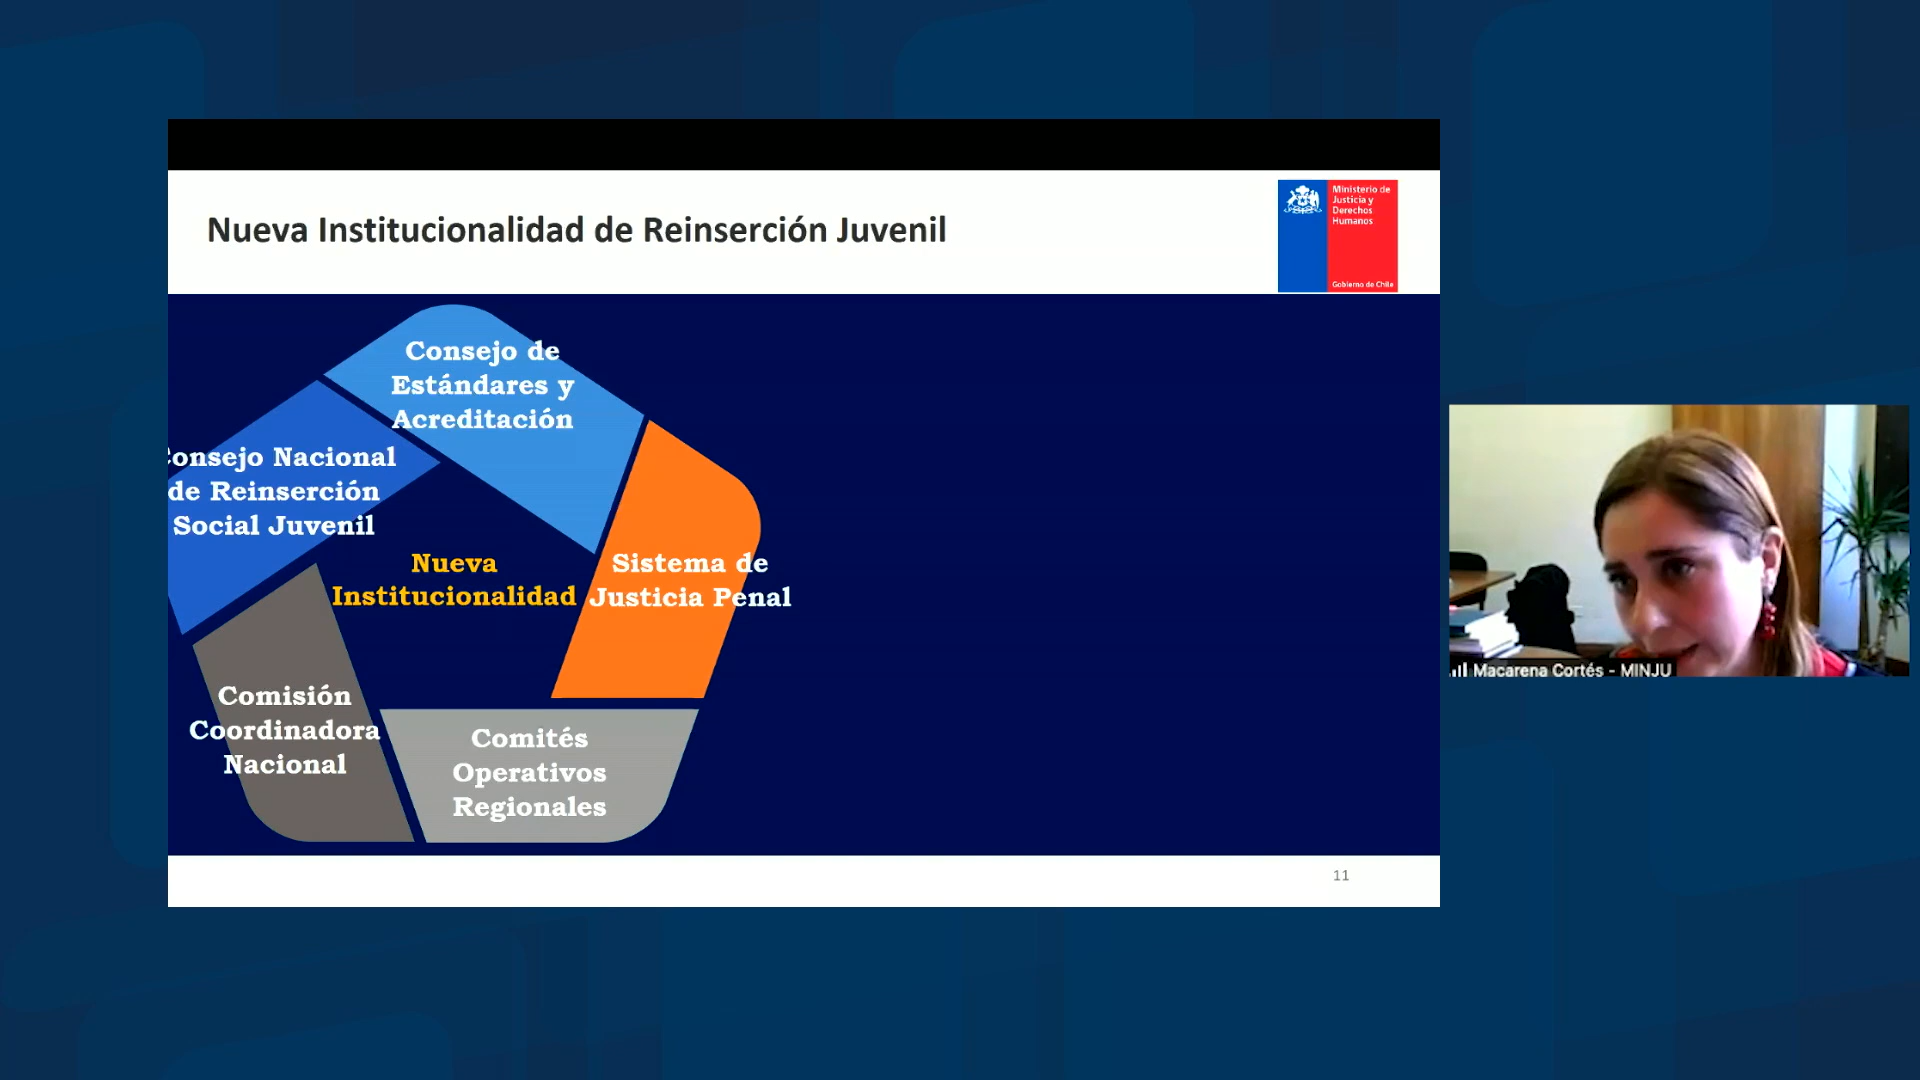 Nueva Institucionalidad de Reinserción Juvenil
Ministerio de
Justicia y
Derechos
Humanos
Gobierno de Chile
Consejo de
Estándares y
Acreditación
onsejo Nacional
de Reinserción
Social Juvenil
Nueva
Institucionalidad
Sistema de
Justicia Penal
Comisión
Coordinadora
Nacional
Comités
Operativos
Regionales
11
Macarena Cortés - MINJU